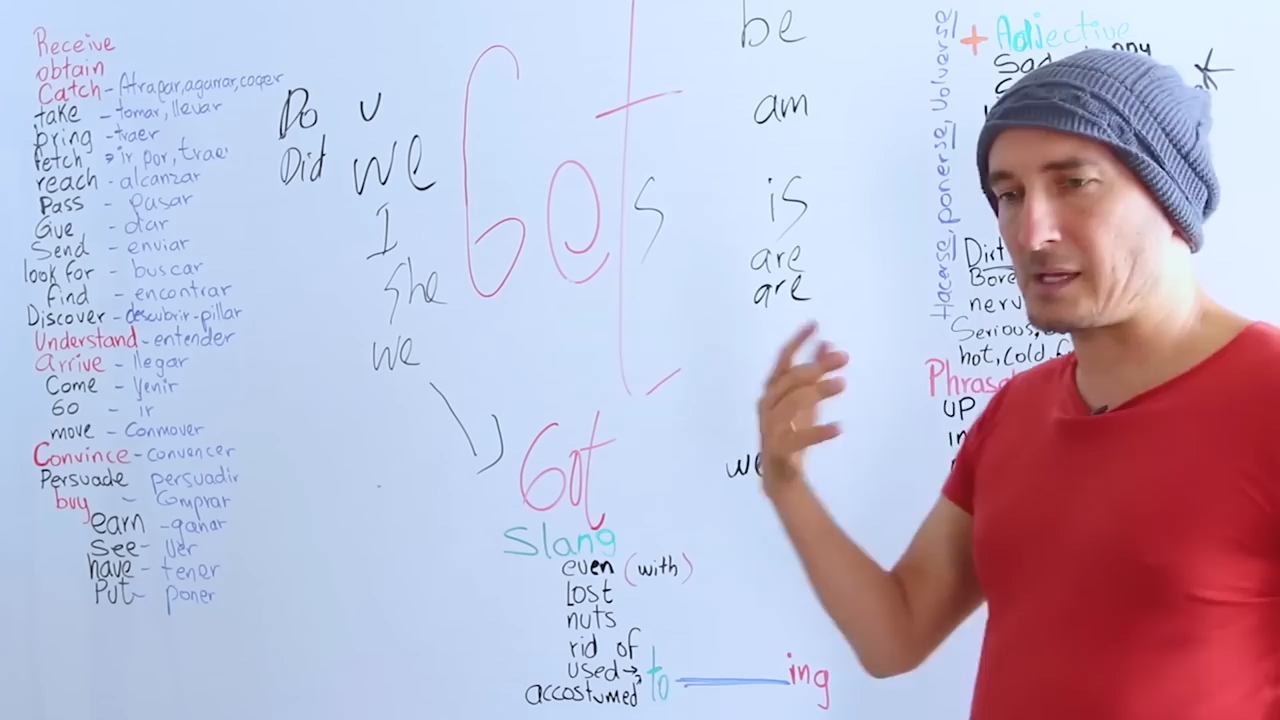 Receive
obtain
Catch - Atrapar, agarrar, coger
take - tomar, llevar
bring - traer
fetch - ir por, traer
reach - alcanzar
Pass - pasar
Give - dar
Send - enviar
look for - buscar
find - encontrar
Discover - descubrir - pillar
Understand - entender
arrive - llegar
Come - venir
Go - ir
move - Conmover
Convince - convencer
Persuade persuadir
buy - Comprar
earn - ganar
See - Ver
have - tener
Put - poner
Do U
Did we
I
She
we
Get s
Got
Slang
even (with)
lost
nuts
rid of
used →
accostumed to ing
be
am
is
are
are
we
Hacerse, ponerse, Volverse
+ Adjective
Sad
Dirt
Bore
nerv
Serious,
hot, cold, f
Phrasa
UP
in